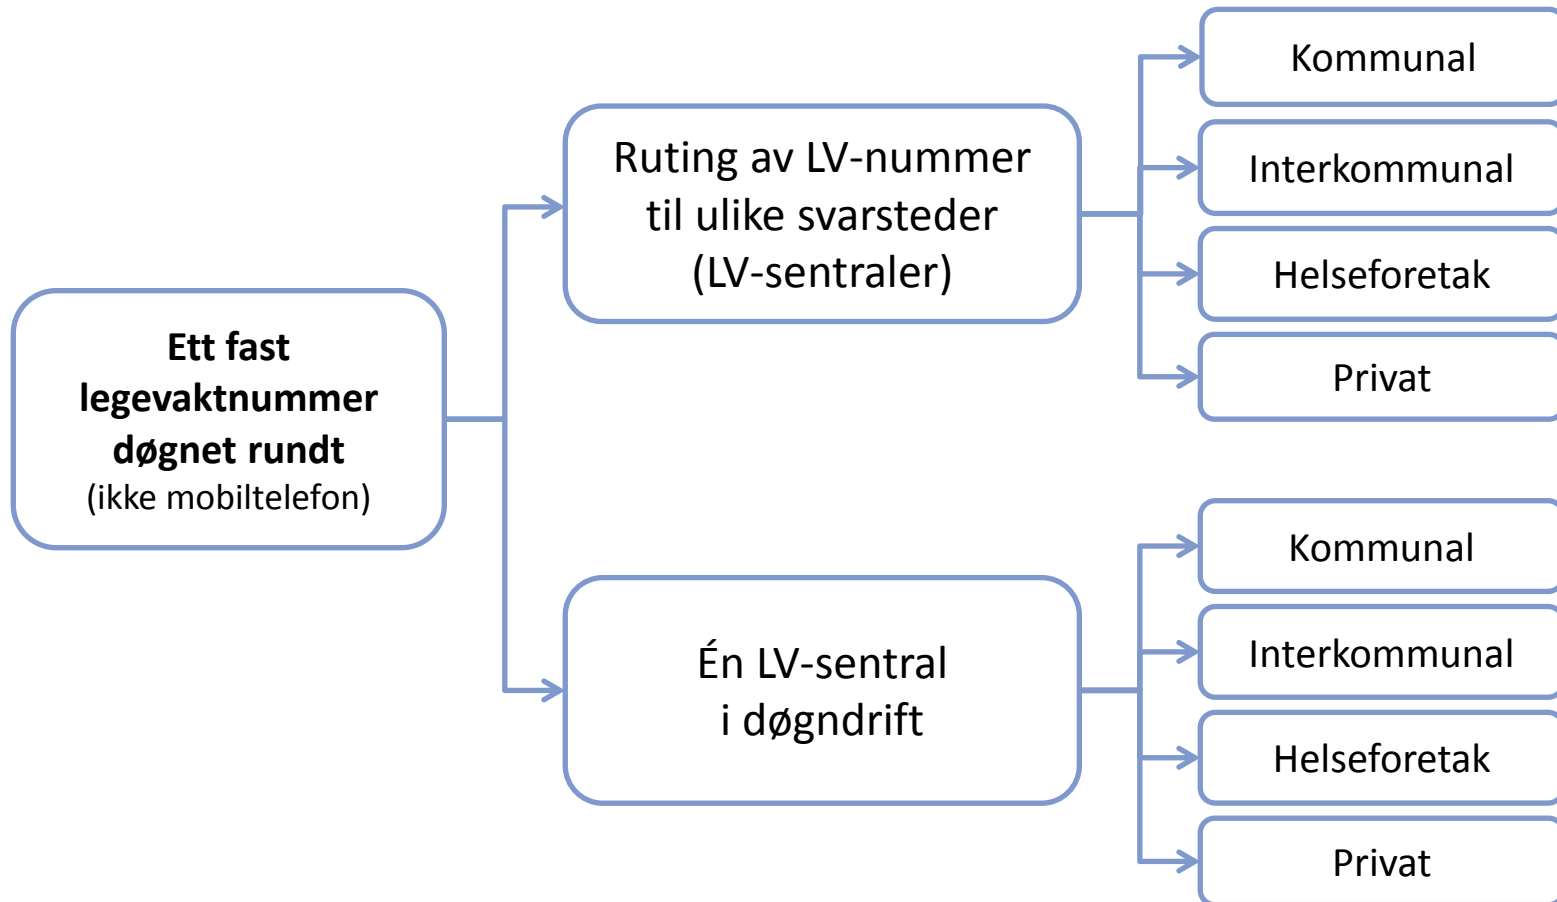 Ett fast
legevaktnummer
døgnet rundt
(ikke mobiltelefon)
Ruting av LV-nummer
til ulike svarsteder
(LV-sentraler)
Kommunal
Interkommunal
Helseforetak
Privat
Én LV-sentral
i døgndrift
Kommunal
Interkommunal
Helseforetak
Privat